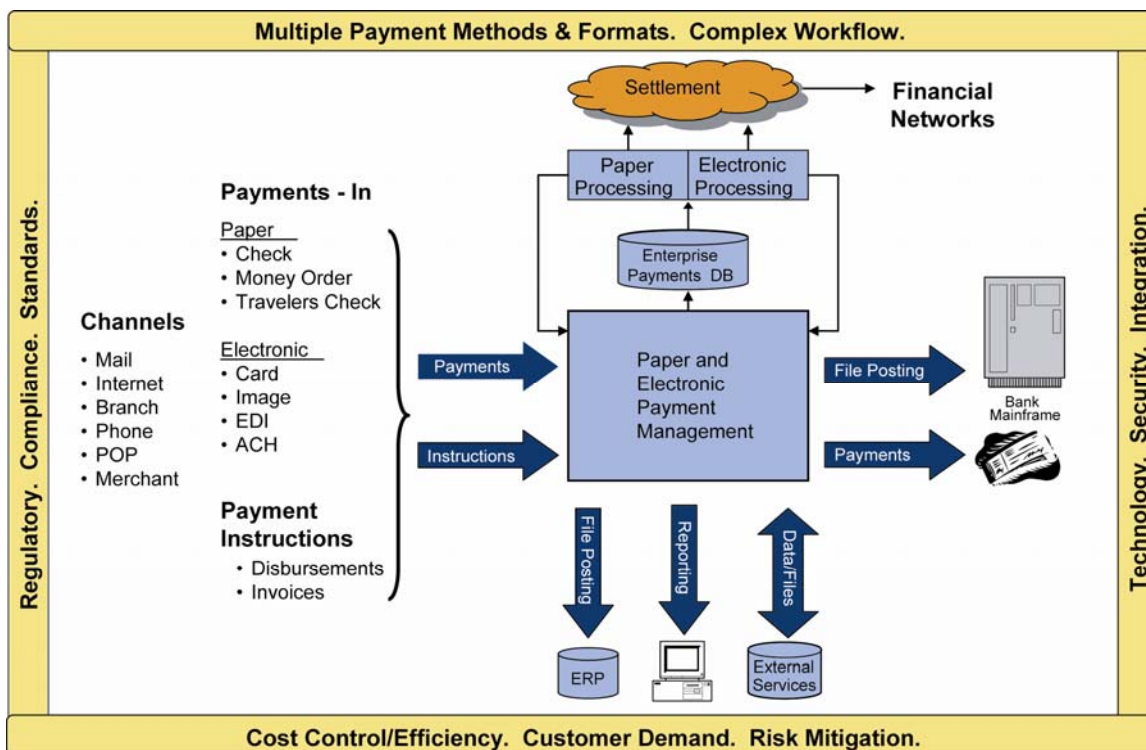 Multiple Payment Methods & Formats.  Complex Workflow.
Regulatory.  Compliance.  Standards.
Technology.  Security.  Integration.
Settlement
Financial
Networks
Paper
Processing
Electronic
Processing
Enterprise
Payments  DB
Payments - In
Paper
• Check
• Money Order
• Travelers Check
Channels
• Mail
• Internet
• Branch
• Phone
• POP
• Merchant
Electronic
• Card
• Image
• EDI
• ACH
Payment
Instructions
• Disbursements
• Invoices
Payments
Instructions
Paper and
Electronic
Payment
Management
File Posting
Payments
Bank
Mainframe
File Posting
Reporting
Data/Files
ERP
External
Services
Cost Control/Efficiency.  Customer Demand.  Risk Mitigation.